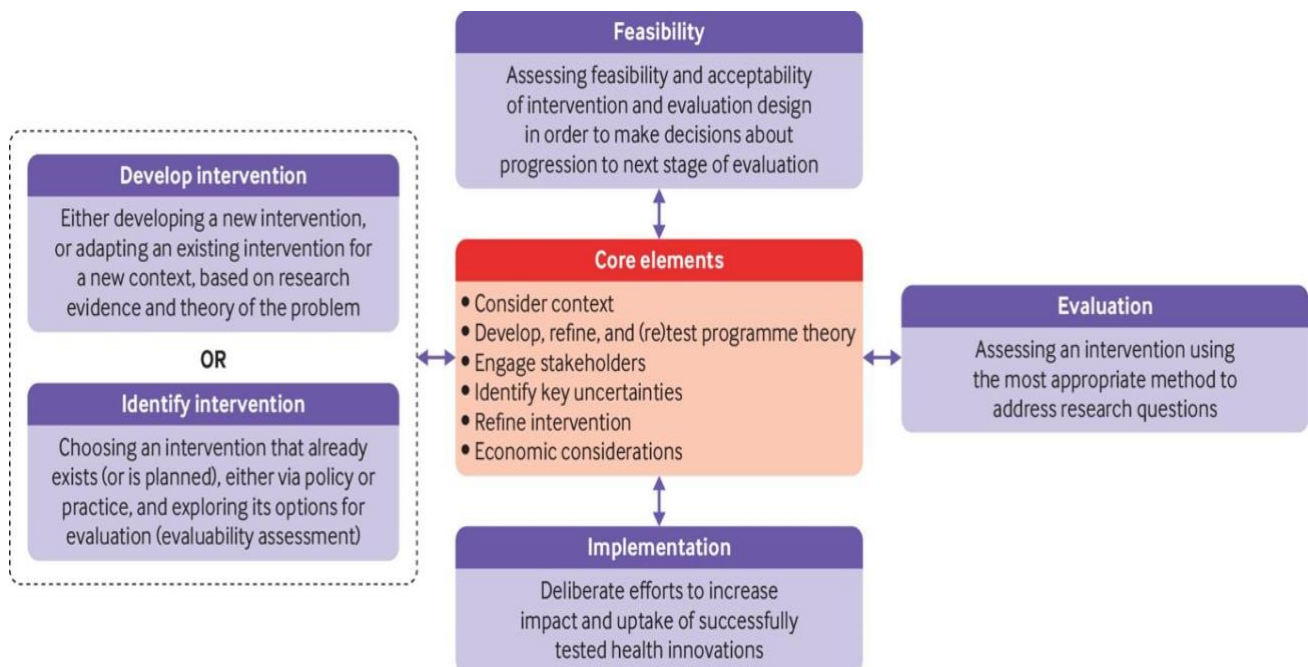 Feasibility
Assessing feasibility and acceptability
of intervention and evaluation design
in order to make decisions about
progression to next stage of evaluation
Develop intervention
Either developing a new intervention,
or adapting an existing intervention for
a new context, based on research
evidence and theory of the problem
OR
Identify intervention
Choosing an intervention that already
exists (or is planned), either via policy or
practice, and exploring its options for
evaluation (evaluability assessment)
Core elements
• Consider context
• Develop, refine, and (re)test programme theory
• Engage stakeholders
• Identify key uncertainties
• Refine intervention
• Economic considerations
Evaluation
Assessing an intervention using
the most appropriate method to
address research questions
Implementation
Deliberate efforts to increase
impact and uptake of successfully
tested health innovations